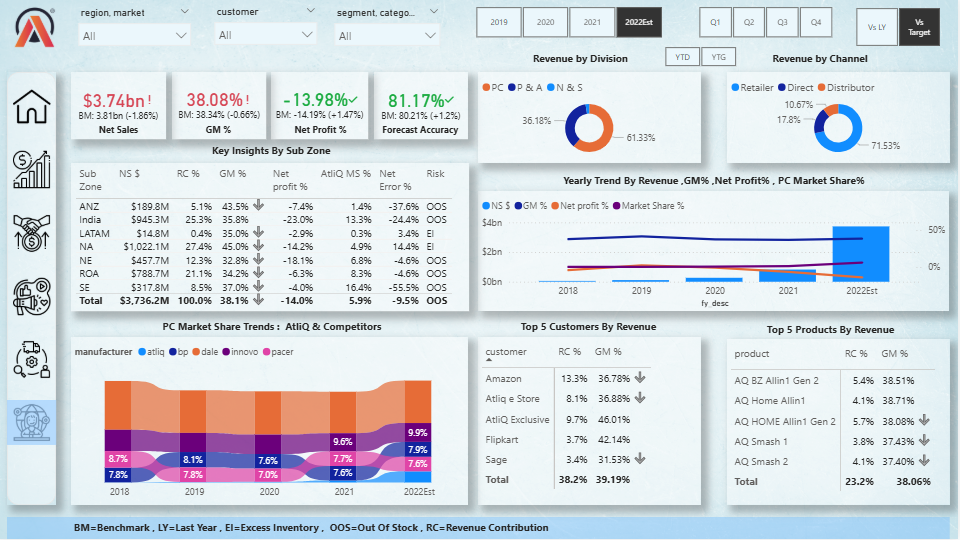 region, market
customer
segment, catego...
All
All
All
2019
2020
2021
2022Est
Q1
Q2
Q3
Q4
Vs LY
Vs Target
YTD
YTG
$3.74bn!
BM: 3.81bn (-1.86%)
Net Sales
38.08%!
BM: 38.34% (-0.66%)
GM %
-13.98%✓
BM: -14.19% (+1.47%)
Net Profit %
81.17%✓
BM: 80.21% (+1.2%)
Forecast Accuracy
Revenue by Division
PC P & A N & S
36.18%
61.33%
Revenue by Channel
Retailer Direct Distributor
10.67%
17.8%
71.53%
Key Insights By Sub Zone
Sub Zone NS $ RC % GM % Net profit % AtliQ MS % Net Error % Risk
ANZ $189.8M 5.1% 43.5% -7.4% 1.4% -37.6% OOS
India $945.3M 25.3% 35.8% -23.0% 13.3% -24.4% OOS
LATAM $14.8M 0.4% 35.0% -2.9% 0.3% 3.4% EI
NA $1,022.1M 27.4% 45.0% -14.2% 4.9% 14.4% EI
NE $457.7M 12.3% 32.8% -18.1% 6.8% -4.6% OOS
ROA $788.7M 21.1% 34.2% -6.3% 8.3% -4.6% OOS
SE $317.8M 8.5% 37.0% -4.0% 16.4% -55.5% OOS
Total $3,736.2M 100.0% 38.1% -14.0% 5.9% -9.5% OOS
Yearly Trend By Revenue ,GM% ,Net Profit% , PC Market Share%
NS $ GM % Net profit % Market Share %
$4bn
$2bn
$0bn
50%
0%
2018 2019 2020 2021 2022Est
fy_desc
PC Market Share Trends : AtliQ & Competitors
manufacturer atliq bp dale innovo pacer
8.7%
7.8%
8.1%
7.8%
7.6%
7.0%
9.6%
7.7%
7.6%
9.9%
7.9%
7.6%
2018 2019 2020 2021 2022Est
Top 5 Customers By Revenue
customer RC % GM %
Amazon 13.3% 36.78%
Atliq e Store 8.1% 36.88%
AtliQ Exclusive 9.7% 46.01%
Flipkart 3.7% 42.14%
Sage 3.4% 31.53%
Total 38.2% 39.19%
Top 5 Products By Revenue
product RC % GM %
AQ BZ Allin1 Gen 2 5.4% 38.51%
AQ Home Allin1 4.1% 38.71%
AQ HOME Allin1 Gen 2 5.7% 38.08%
AQ Smash 1 3.8% 37.43%
AQ Smash 2 4.1% 37.40%
Total 23.2% 38.06%
BM=Benchmark , LY=Last Year , EI=Excess Inventory , OOS=Out Of Stock , RC=Revenue Contribution